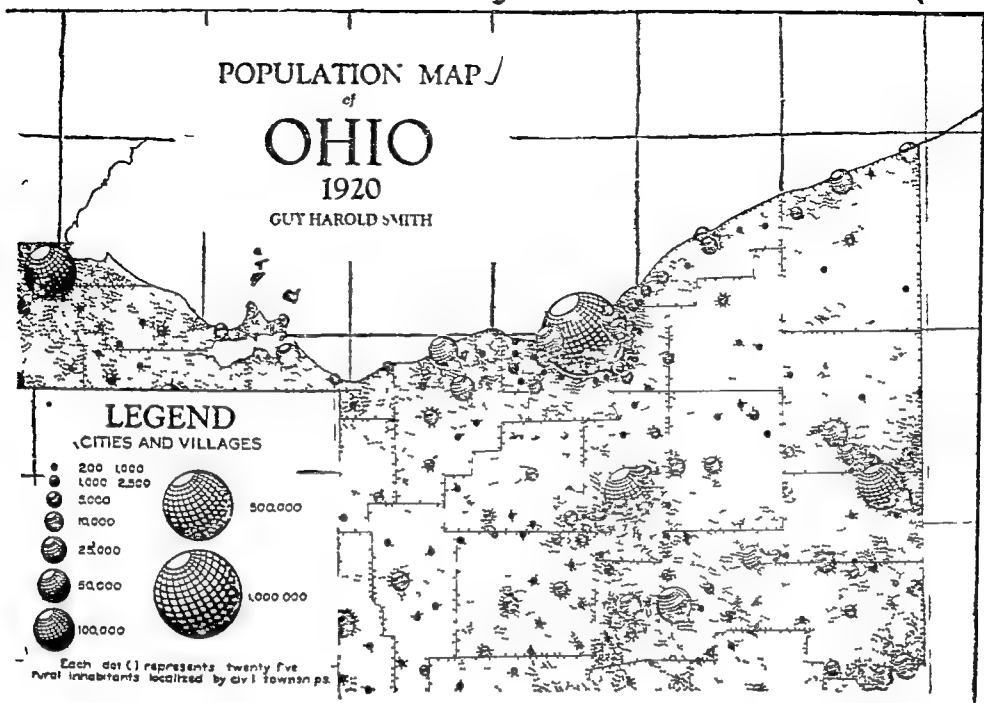 POPULATION MAP
of
OHIO
1920
GUY HAROLD SMITH
LEGEND
CITIES AND VILLAGES
200 1,000
1,000 2,500
5,000
10,000
25,000
50,000
100,000
500,000
1,000 000
Each dot ( ) represents twenty five
rural inhabitants localized by civil townships.